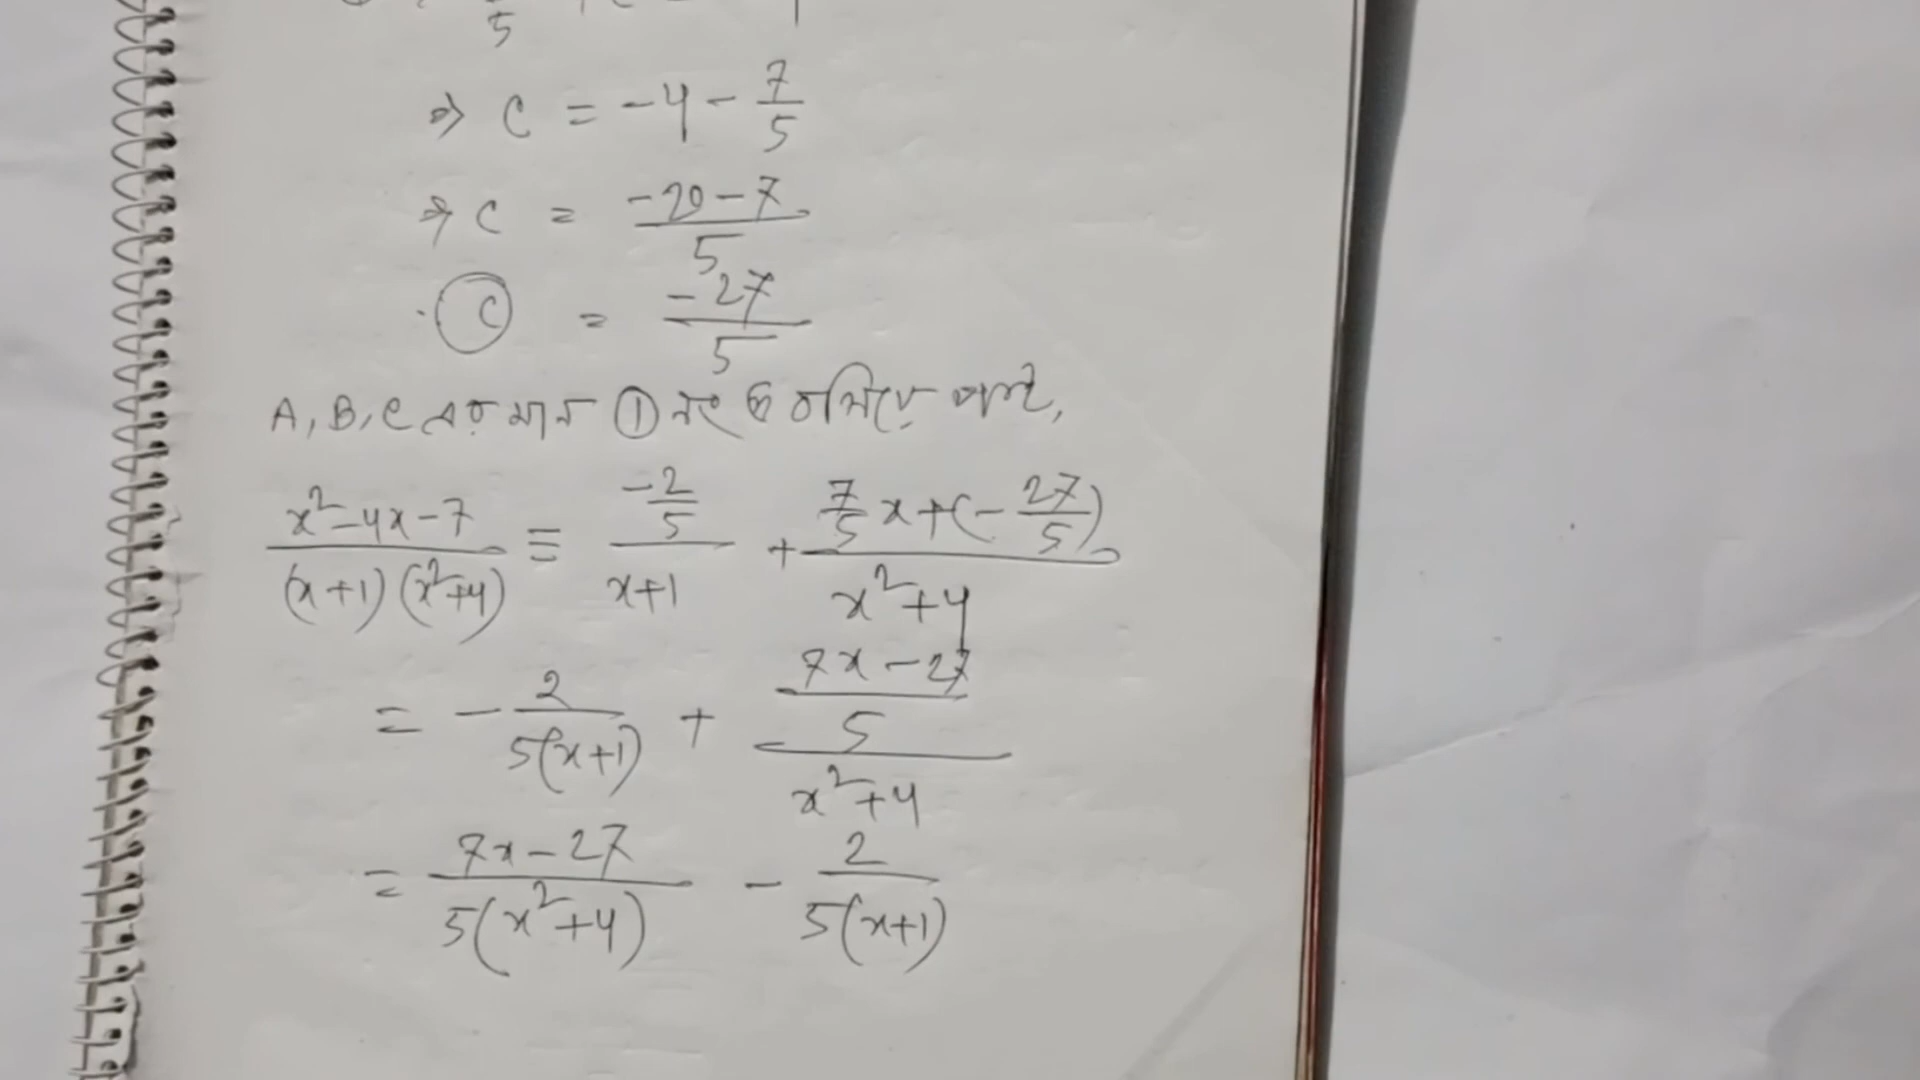 5
⇒ C = -4 - 7/5
⇒ C = (-20-7)/5
C = -27/5
A, B, C এর মান ① নং এ বসিয়ে পাই,
(x²-4x-7)/((x+1)(x²+4)) ≡ (-2/5)/(x+1) + (7/5 x+(-27/5))/(x²+4)
= - 2/(5(x+1)) + ((7x-27)/5)/(x²+4)
= (7x-27)/(5(x²+4)) - 2/(5(x+1))